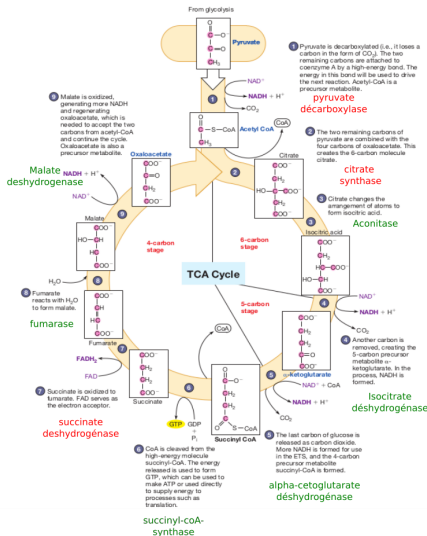 From glycolysis
Pyruvate
1 Pyruvate is decarboxylated (i.e., it loses a
carbon in the form of CO₂). The two
remaining carbons are attached to
coenzyme A by a high-energy bond. The
energy in this bond will be used to drive
the next reaction. Acetyl-CoA is a
precursor metabolite.
pyruvate
décarboxylase
NAD⁺
NADH + H⁺
CO₂
1
CoA
S—CoA
Acetyl CoA
9 Malate is oxidized,
generating more NADH
and regenerating
oxaloacetate, which is
needed to accept the two
carbons from acetyl-CoA
and continue the cycle.
Oxaloacetate is also a
precursor metabolite.
2 The two remaining carbons of
pyruvate are combined with the
four carbons of oxaloacetate. This
creates the 6-carbon molecule
citrate.
citrate
synthase
Oxaloacetate
Citrate
2
Malate
deshydrogenase
NADH + H⁺
NAD⁺
3 Citrate changes the
arrangement of atoms to
form isocitric acid.
Aconitase
9
3
Malate
Isocitric acid
4-carbon
stage
6-carbon
stage
TCA Cycle
H₂O
8
8 Fumarate
reacts with H₂O
to form malate.
fumarase
Fumarate
5-carbon
stage
4
NAD⁺
NADH + H⁺
CO₂
4 Another carbon is
removed, creating the
5-carbon precursor
metabolite α-
ketoglutarate. In the
process, NADH is
formed.
Isocitrate
déshydrogénase
FADH₂
FAD
7
CoA
α-ketoglutarate
5
NAD⁺ + CoA
NADH + H⁺
CO₂
7 Succinate is oxidized to
fumarate. FAD serves as
the electron acceptor.
succinate
deshydrogénase
Succinate
6
GTP
GDP
+
Pᵢ
S—CoA
Succinyl CoA
5 The last carbon of glucose is
released as carbon dioxide.
More NADH is formed for use
in the ETS, and the 4-carbon
precursor metabolite
succinyl-CoA is formed.
alpha-cetoglutarate
déshydrogénase
6 CoA is cleaved from the
high-energy molecule
succinyl-CoA. The energy
released is used to form
GTP, which can be used to
make ATP or used directly
to supply energy to
processes such as
translation.
succinyl-coA-
synthase